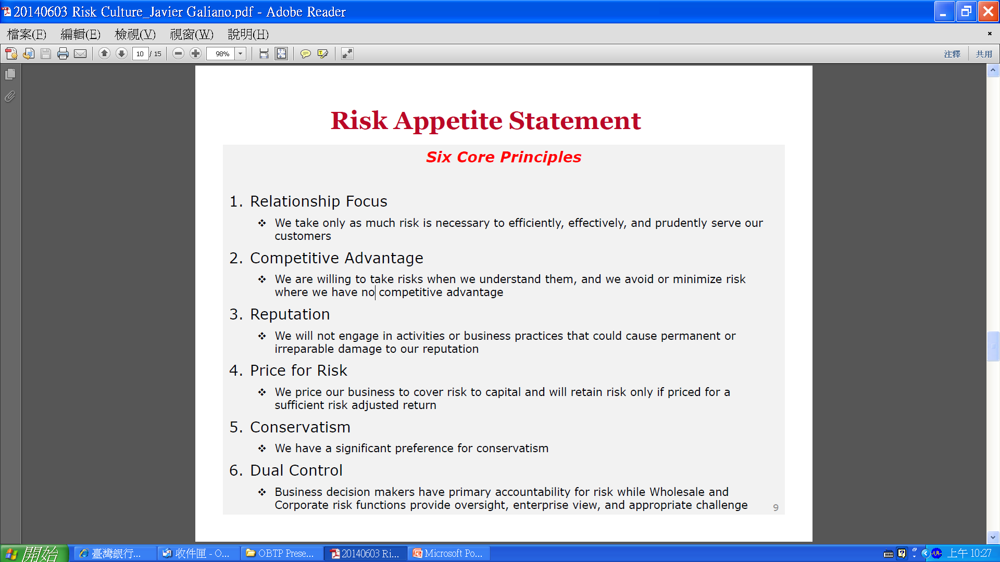 20140603 Risk Culture_Javier Galiano.pdf - Adobe Reader
檔案(F) 編輯(E) 檢視(V) 視窗(W) 說明(H)
10 / 15 98% 注釋 共用
Risk Appetite Statement
Six Core Principles
1. Relationship Focus
❖ We take only as much risk is necessary to efficiently, effectively, and prudently serve our
customers
2. Competitive Advantage
❖ We are willing to take risks when we understand them, and we avoid or minimize risk
where we have no competitive advantage
3. Reputation
❖ We will not engage in activities or business practices that could cause permanent or
irreparable damage to our reputation
4. Price for Risk
❖ We price our business to cover risk to capital and will retain risk only if priced for a
sufficient risk adjusted return
5. Conservatism
❖ We have a significant preference for conservatism
6. Dual Control
❖ Business decision makers have primary accountability for risk while Wholesale and
Corporate risk functions provide oversight, enterprise view, and appropriate challenge
9
開始 臺灣銀行... 收件匣 - O... OBTP Prese... 20140603 Ri... Microsoft Po... 上午 10:27